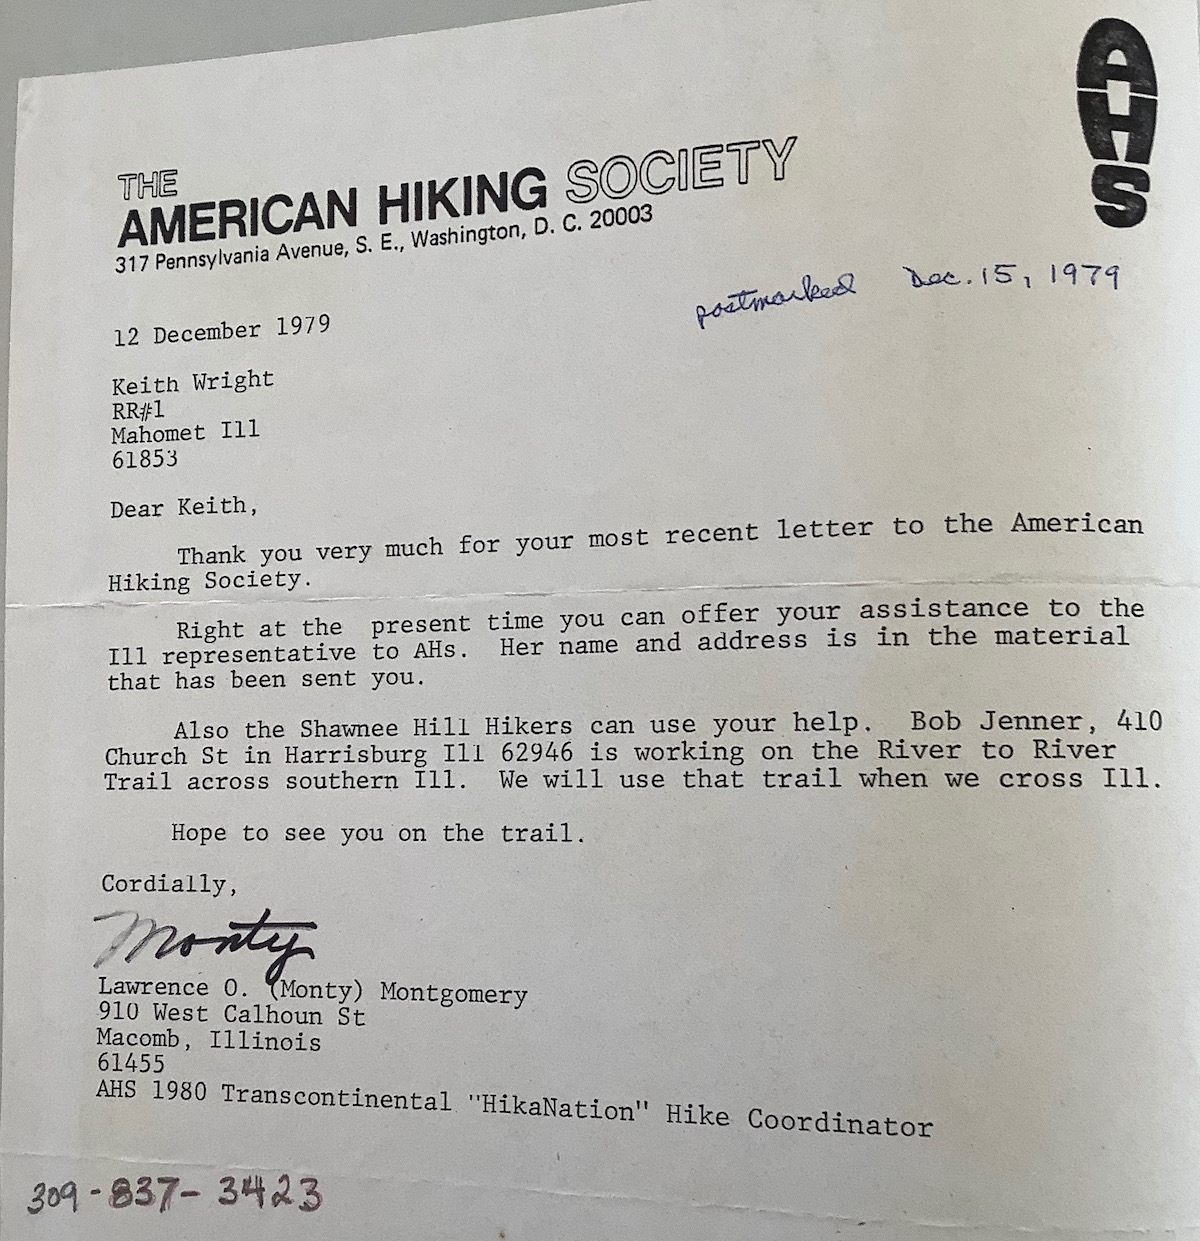 AHS
THE
AMERICAN HIKING SOCIETY
317 Pennsylvania Avenue, S. E., Washington, D. C. 20003
postmarked Dec. 15, 1979
12 December 1979
Keith Wright
RR#1
Mahomet Ill
61853
Dear Keith,
Thank you very much for your most recent letter to the American
Hiking Society.
Right at the present time you can offer your assistance to the
Ill representative to AHs. Her name and address is in the material
that has been sent you.
Also the Shawnee Hill Hikers can use your help. Bob Jenner, 410
Church St in Harrisburg Ill 62946 is working on the River to River
Trail across southern Ill. We will use that trail when we cross Ill.
Hope to see you on the trail.
Cordially,
Monty
Lawrence O. (Monty) Montgomery
910 West Calhoun St
Macomb, Illinois
61455
AHS 1980 Transcontinental "HikaNation" Hike Coordinator
309-837-3423